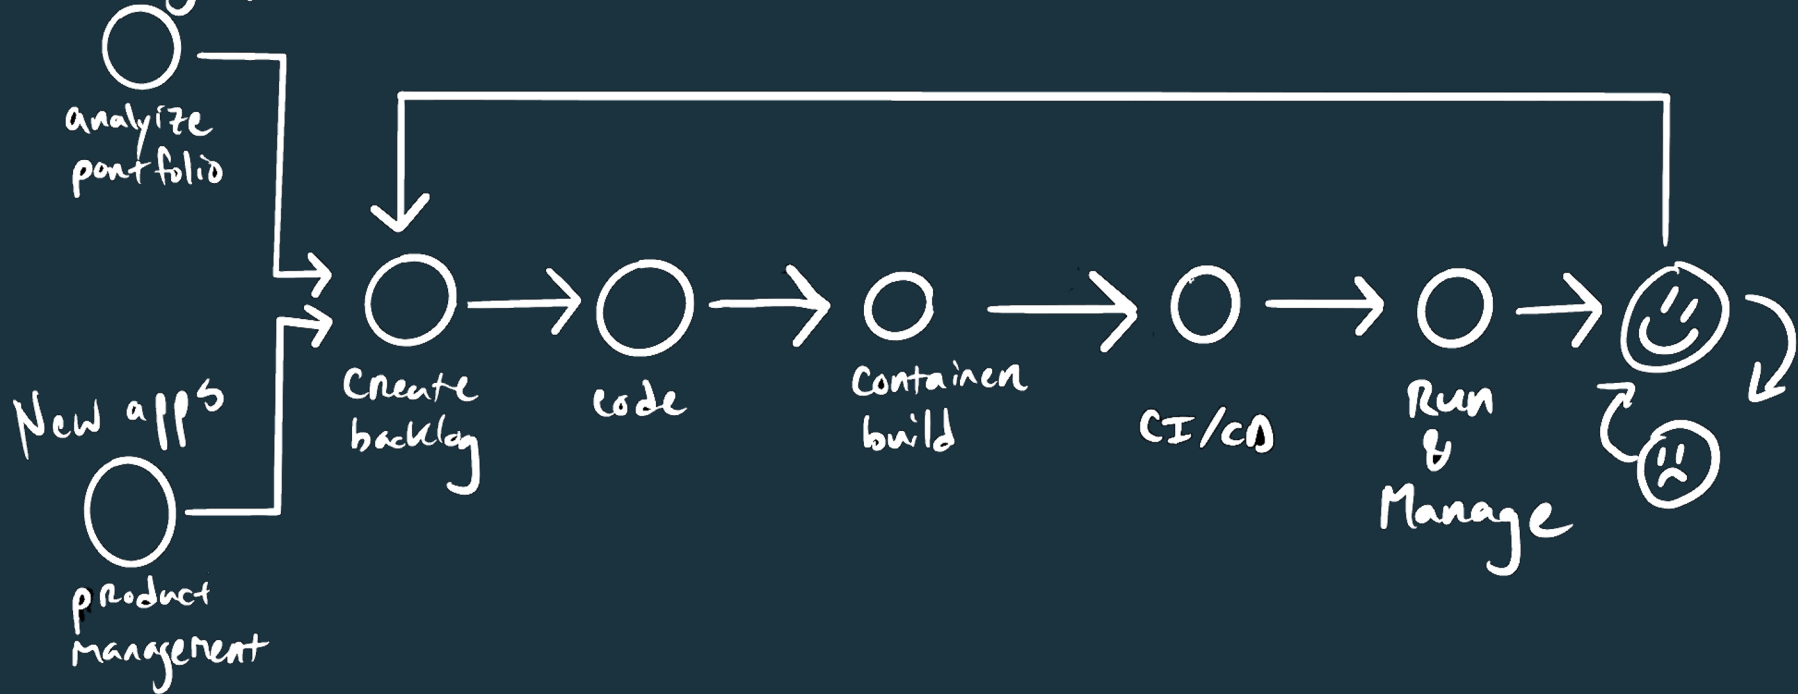 analyize
portfolio
New apps
product
management
Create
backlog
code
Container
build
CI/CD
Run
&
Manage